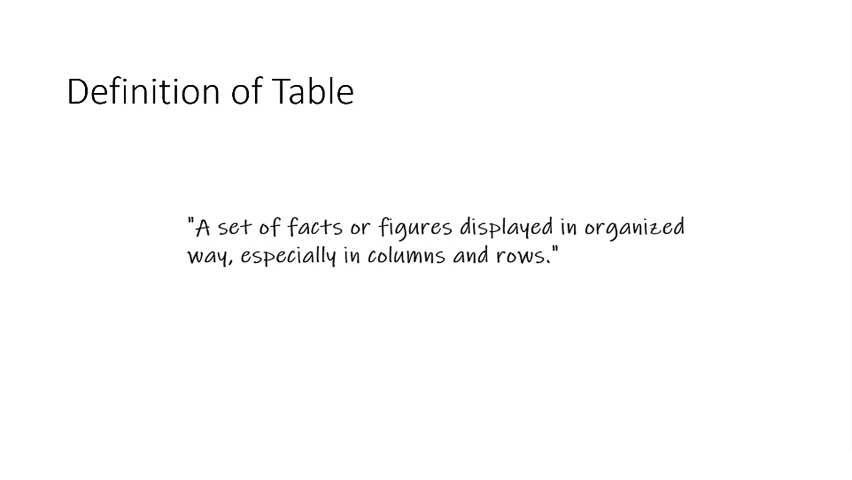 Definition of Table
"A set of facts or figures displayed in organized
way, especially in columns and rows."